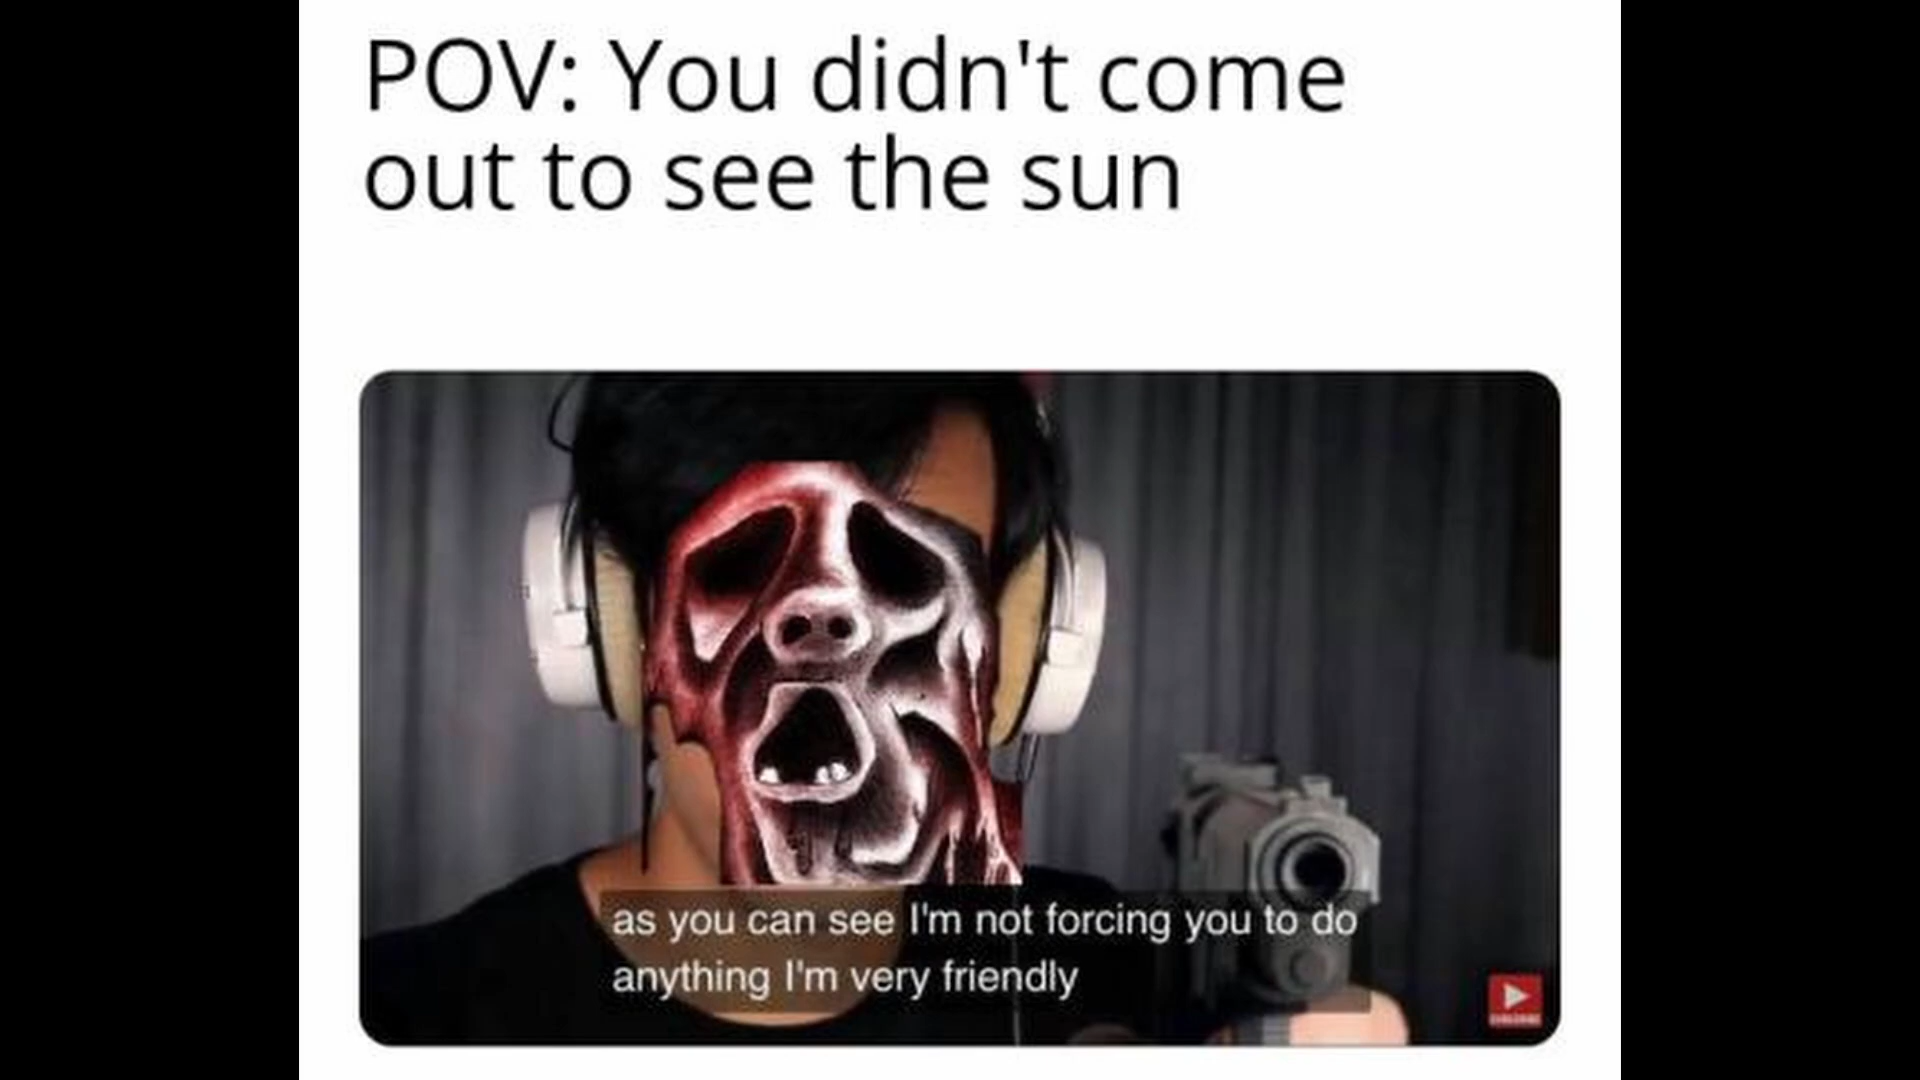 POV: You didn't come
out to see the sun
as you can see I'm not forcing you to do
anything I'm very friendly
SUBSCRIBE